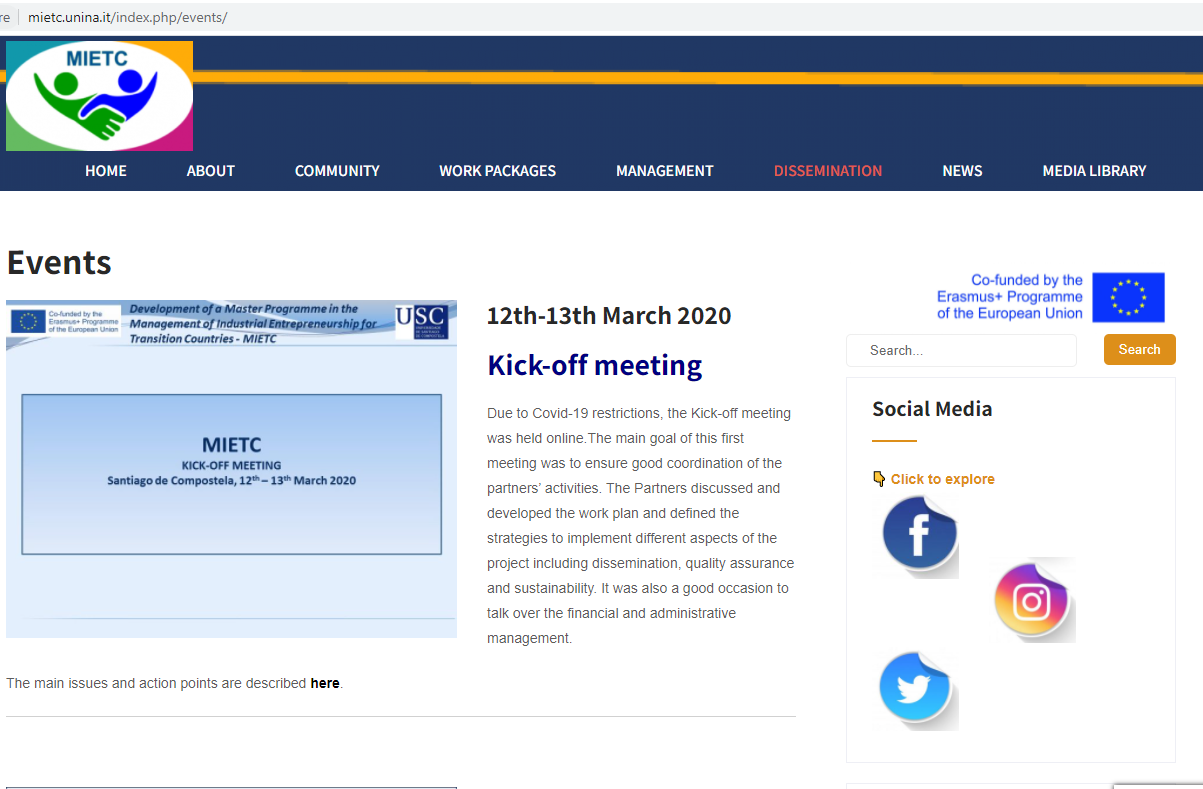 re mietc.unina.it/index.php/events/
MIETC
HOME ABOUT COMMUNITY WORK PACKAGES MANAGEMENT DISSEMINATION NEWS MEDIA LIBRARY
Events
Co-funded by the
Erasmus+ Programme
of the European Union
Development of a Master Programme in the
Management of Industrial Entrepreneurship for
Transition Countries - MIETC
USC
UNIVERSIDADE
DE SANTIAGO
DE COMPOSTELA
MIETC
KICK-OFF MEETING
Santiago de Compostela, 12th – 13th March 2020
12th-13th March 2020
Kick-off meeting
Due to Covid-19 restrictions, the Kick-off meeting
was held online.The main goal of this first
meeting was to ensure good coordination of the
partners’ activities. The Partners discussed and
developed the work plan and defined the
strategies to implement different aspects of the
project including dissemination, quality assurance
and sustainability. It was also a good occasion to
talk over the financial and administrative
management.
The main issues and action points are described here.
Co-funded by the
Erasmus+ Programme
of the European Union
Search... Search
Social Media
👇 Click to explore